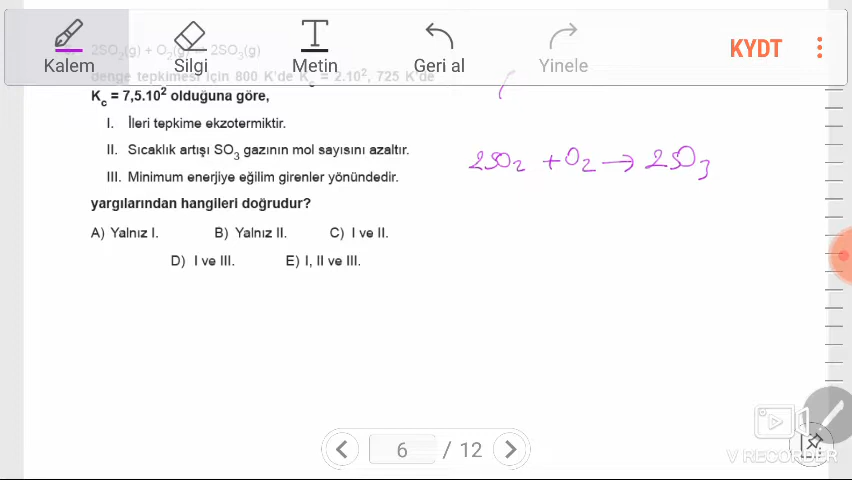 Kalem
Silgi
Metin
Geri al
Yinele
KYDT
2SO₂(g) + O₂(g) ⇌ 2SO₃(g)
denge tepkimesi için 800 K'de K꜀ = 2.10², 725 K'de
K꜀ = 7,5.10² olduğuna göre,
I. İleri tepkime ekzotermiktir.
II. Sıcaklık artışı SO₃ gazının mol sayısını azaltır.
III. Minimum enerjiye eğilim girenler yönündedir.
yargılarından hangileri doğrudur?
A) Yalnız I. B) Yalnız II. C) I ve II.
D) I ve III. E) I, II ve III.
2SO₂ + O₂ → 2SO₃
6 / 12
V RECORDER